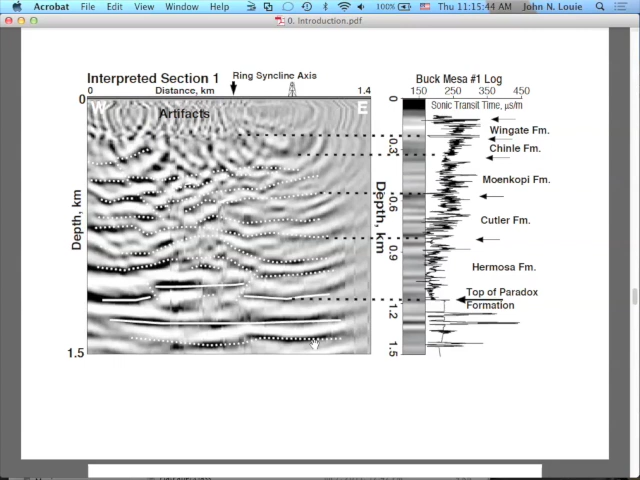 Acrobat File Edit View Window Help 100% Thu 11:15:44 AM John N. Louie
0. Introduction.pdf
Interpreted Section 1
Ring Syncline Axis
Buck Mesa #1 Log
0 Distance, km 1.4
150 250 350 450
0
W
E
0
Sonic Transit Time, µs/m
Artifacts
Wingate Fm.
0.3
Chinle Fm.
Moenkopi Fm.
0.6
Depth, km
Depth, km
Cutler Fm.
0.9
Hermosa Fm.
Top of Paradox
Formation
1.2
1.5
1.5